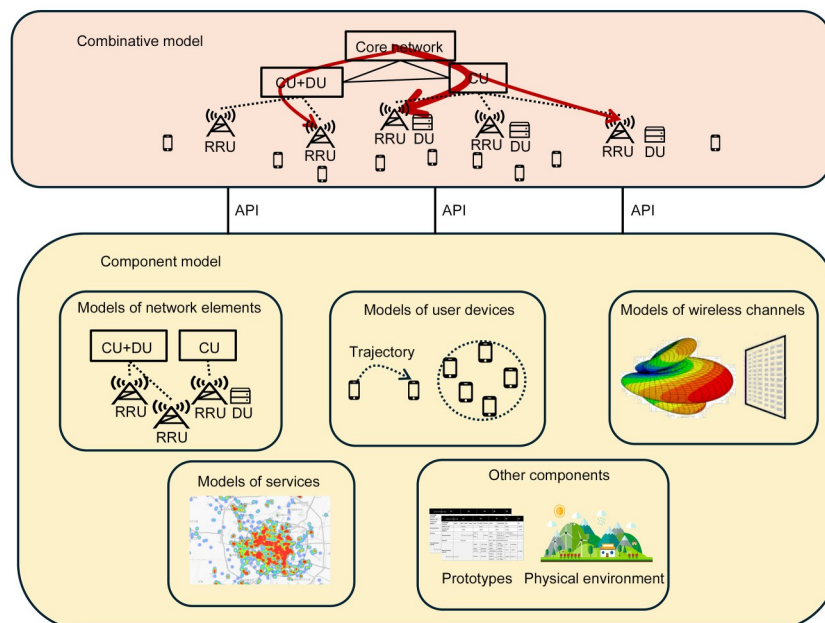 Combinative model
Core network
CU+DU
CU
RRU
RRU
RRU
DU
RRU
DU
RRU
DU
API
API
API
Component model
Models of network elements
CU+DU
CU
RRU
RRU
RRU
DU
Models of user devices
Trajectory
Models of wireless channels
Models of services
Other components
Prototypes
Physical environment